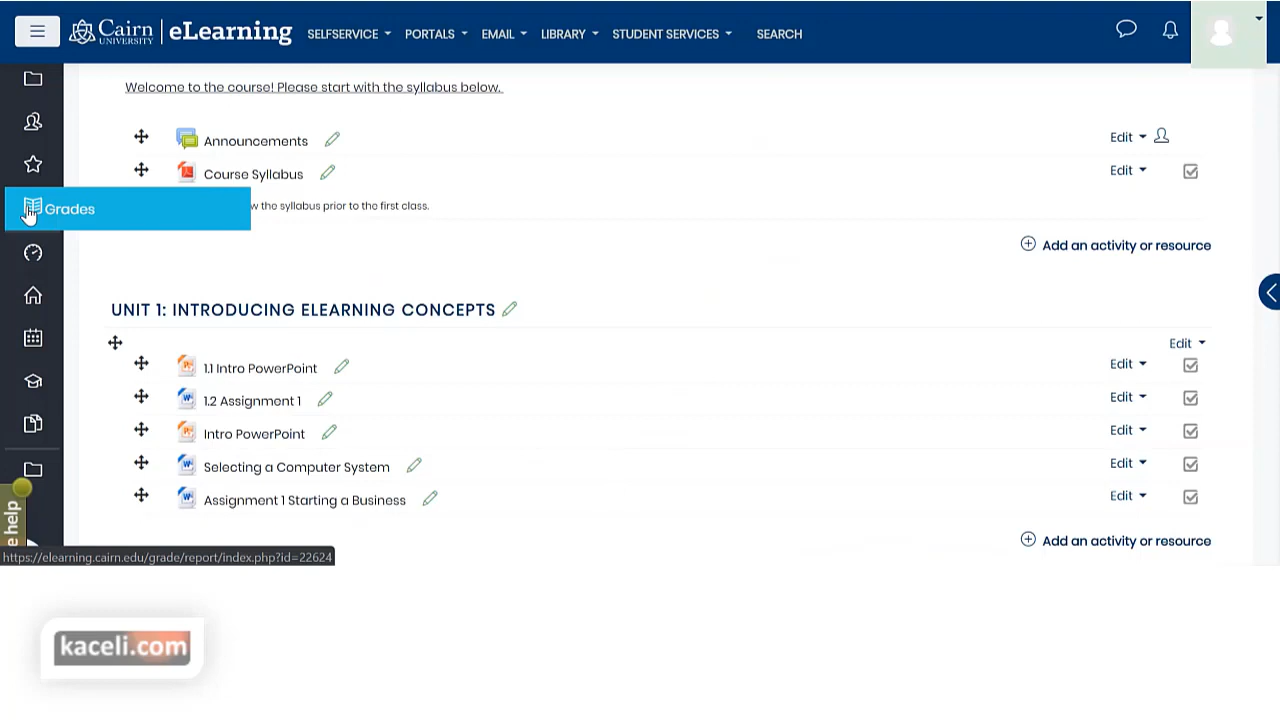 Cairn UNIVERSITY eLearning SELFSERVICE PORTALS EMAIL LIBRARY STUDENT SERVICES SEARCH
Welcome to the course! Please start with the syllabus below.
Announcements Edit
Course Syllabus Edit
Grades the syllabus prior to the first class.
Add an activity or resource
UNIT 1: INTRODUCING ELEARNING CONCEPTS
Edit
1.1 Intro PowerPoint Edit
1.2 Assignment 1 Edit
Intro PowerPoint Edit
Selecting a Computer System Edit
Assignment 1 Starting a Business Edit
e help
Add an activity or resource
https://elearning.cairn.edu/grade/report/index.php?id=22624
kaceli.com